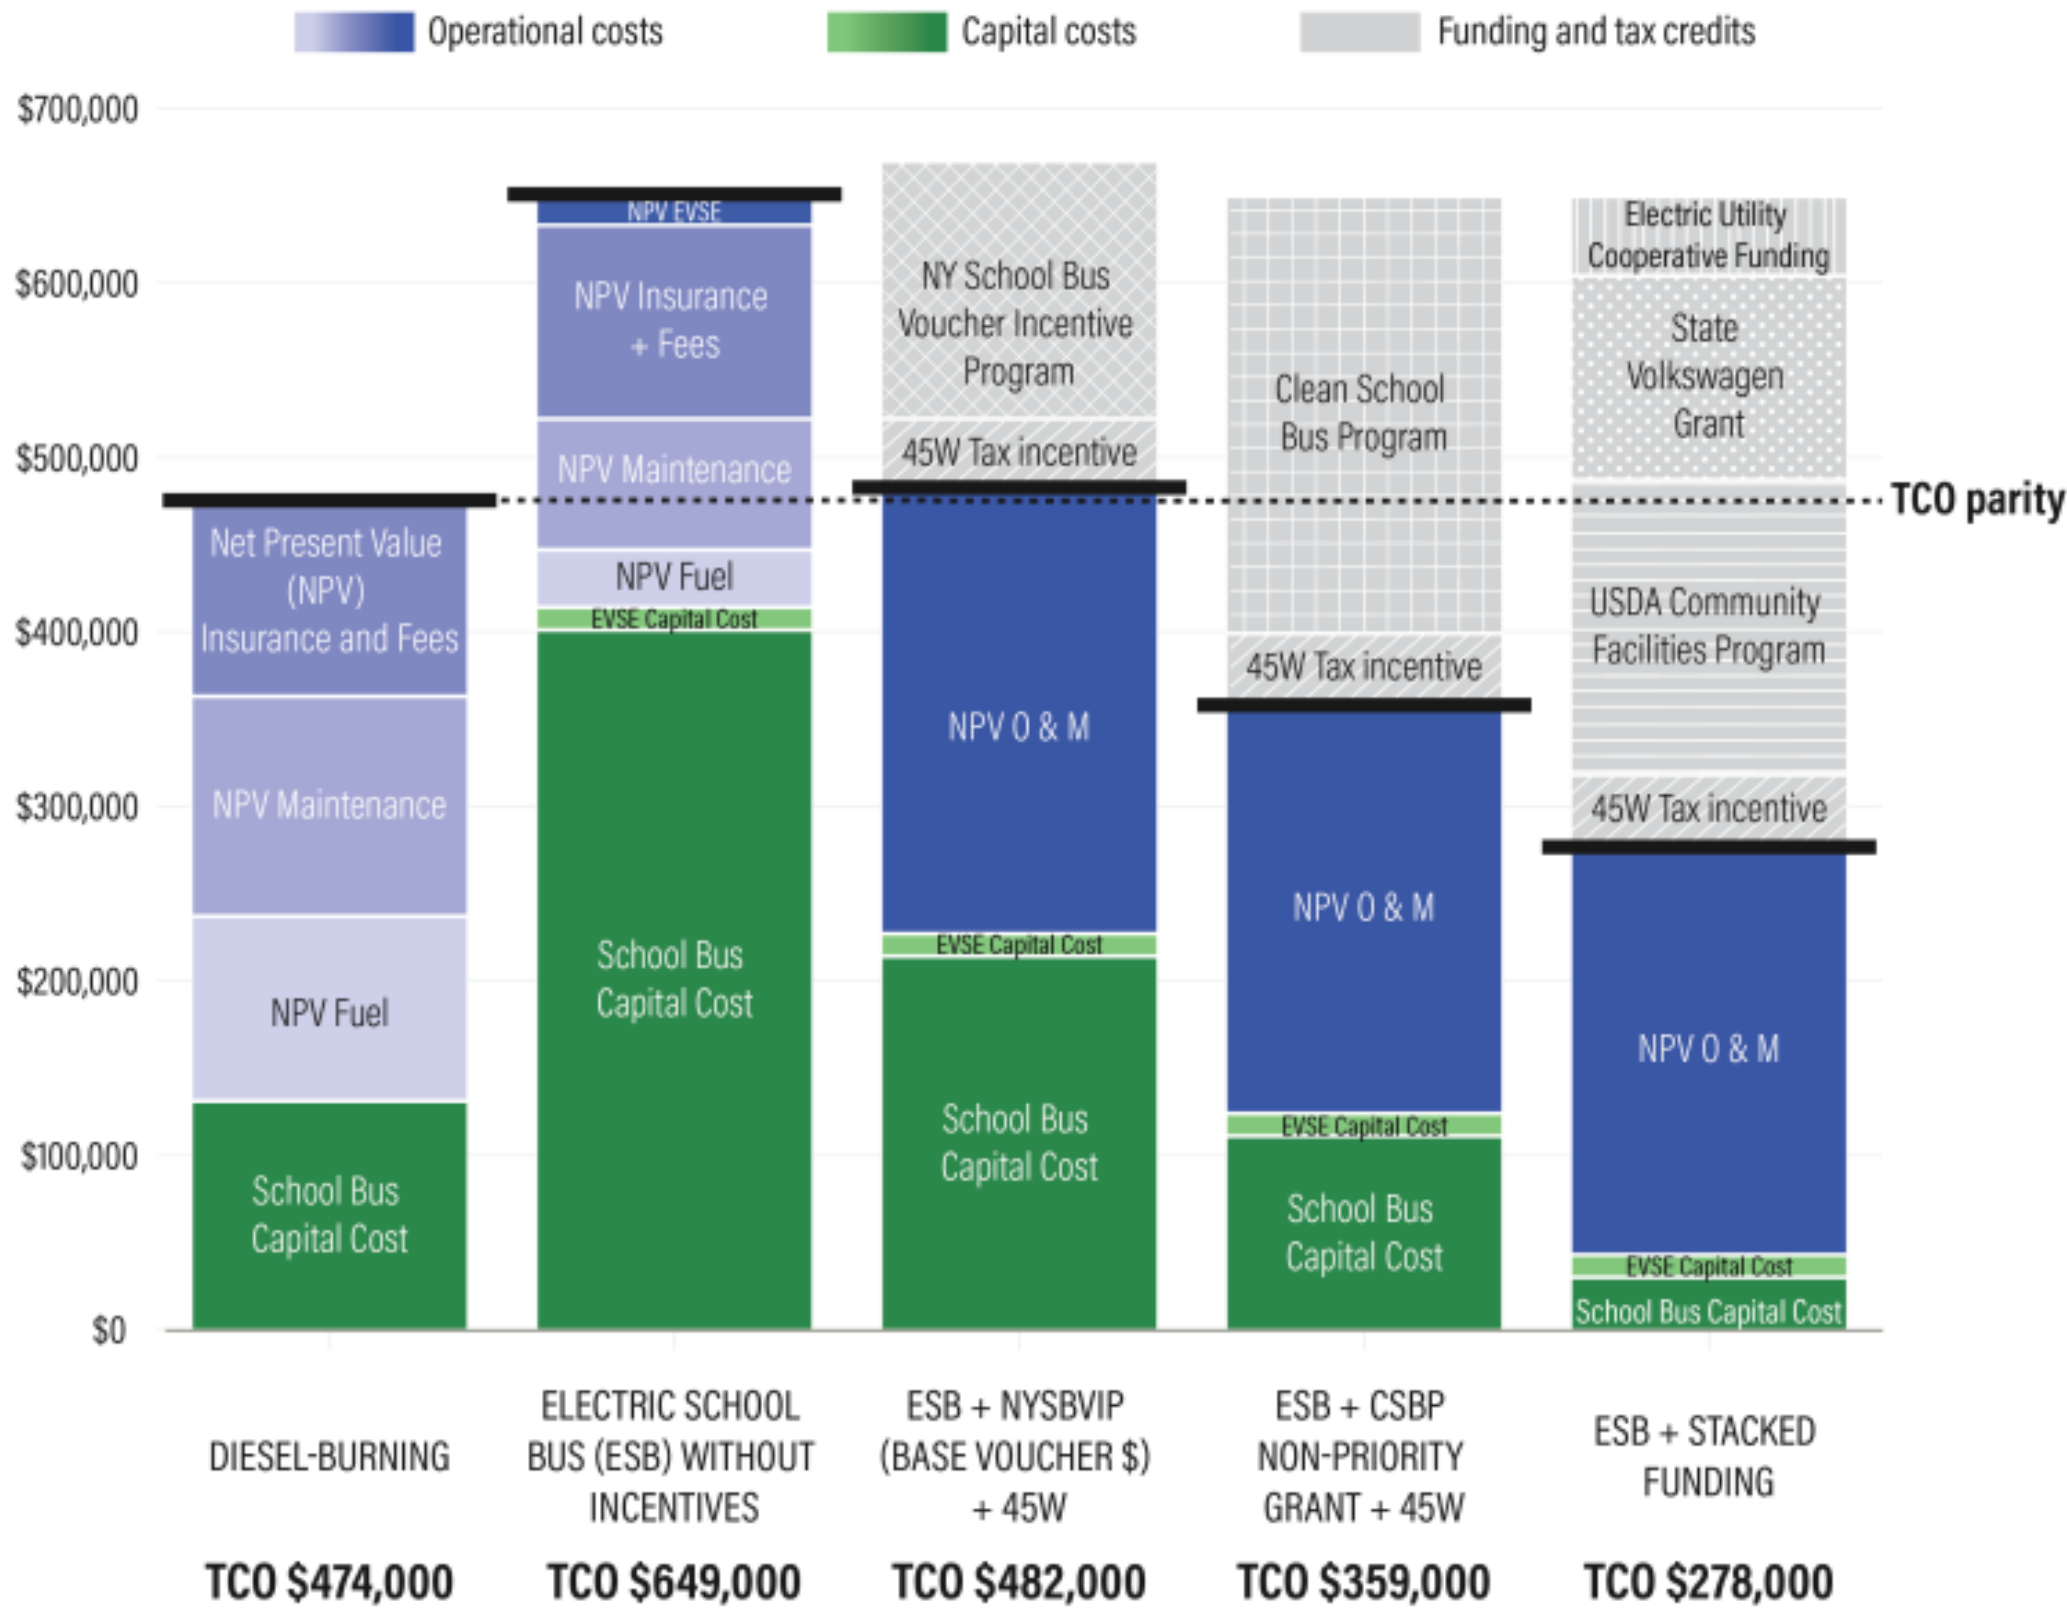 Operational costs
Capital costs
Funding and tax credits
$700,000
$600,000
$500,000
$400,000
$300,000
$200,000
$100,000
$0
Net Present Value
(NPV)
Insurance and Fees
NPV Maintenance
NPV Fuel
School Bus
Capital Cost
NPV EVSE
NPV Insurance
+ Fees
NPV Maintenance
NPV Fuel
EVSE Capital Cost
School Bus
Capital Cost
NY School Bus
Voucher Incentive
Program
45W Tax incentive
NPV O & M
EVSE Capital Cost
School Bus
Capital Cost
Clean School
Bus Program
45W Tax incentive
NPV O & M
EVSE Capital Cost
School Bus
Capital Cost
Electric Utility
Cooperative Funding
State
Volkswagen
Grant
USDA Community
Facilities Program
45W Tax incentive
NPV O & M
EVSE Capital Cost
School Bus Capital Cost
TCO parity
DIESEL-BURNING
TCO $474,000
ELECTRIC SCHOOL
BUS (ESB) WITHOUT
INCENTIVES
TCO $649,000
ESB + NYSBVIP
(BASE VOUCHER $)
+ 45W
TCO $482,000
ESB + CSBP
NON-PRIORITY
GRANT + 45W
TCO $359,000
ESB + STACKED
FUNDING
TCO $278,000